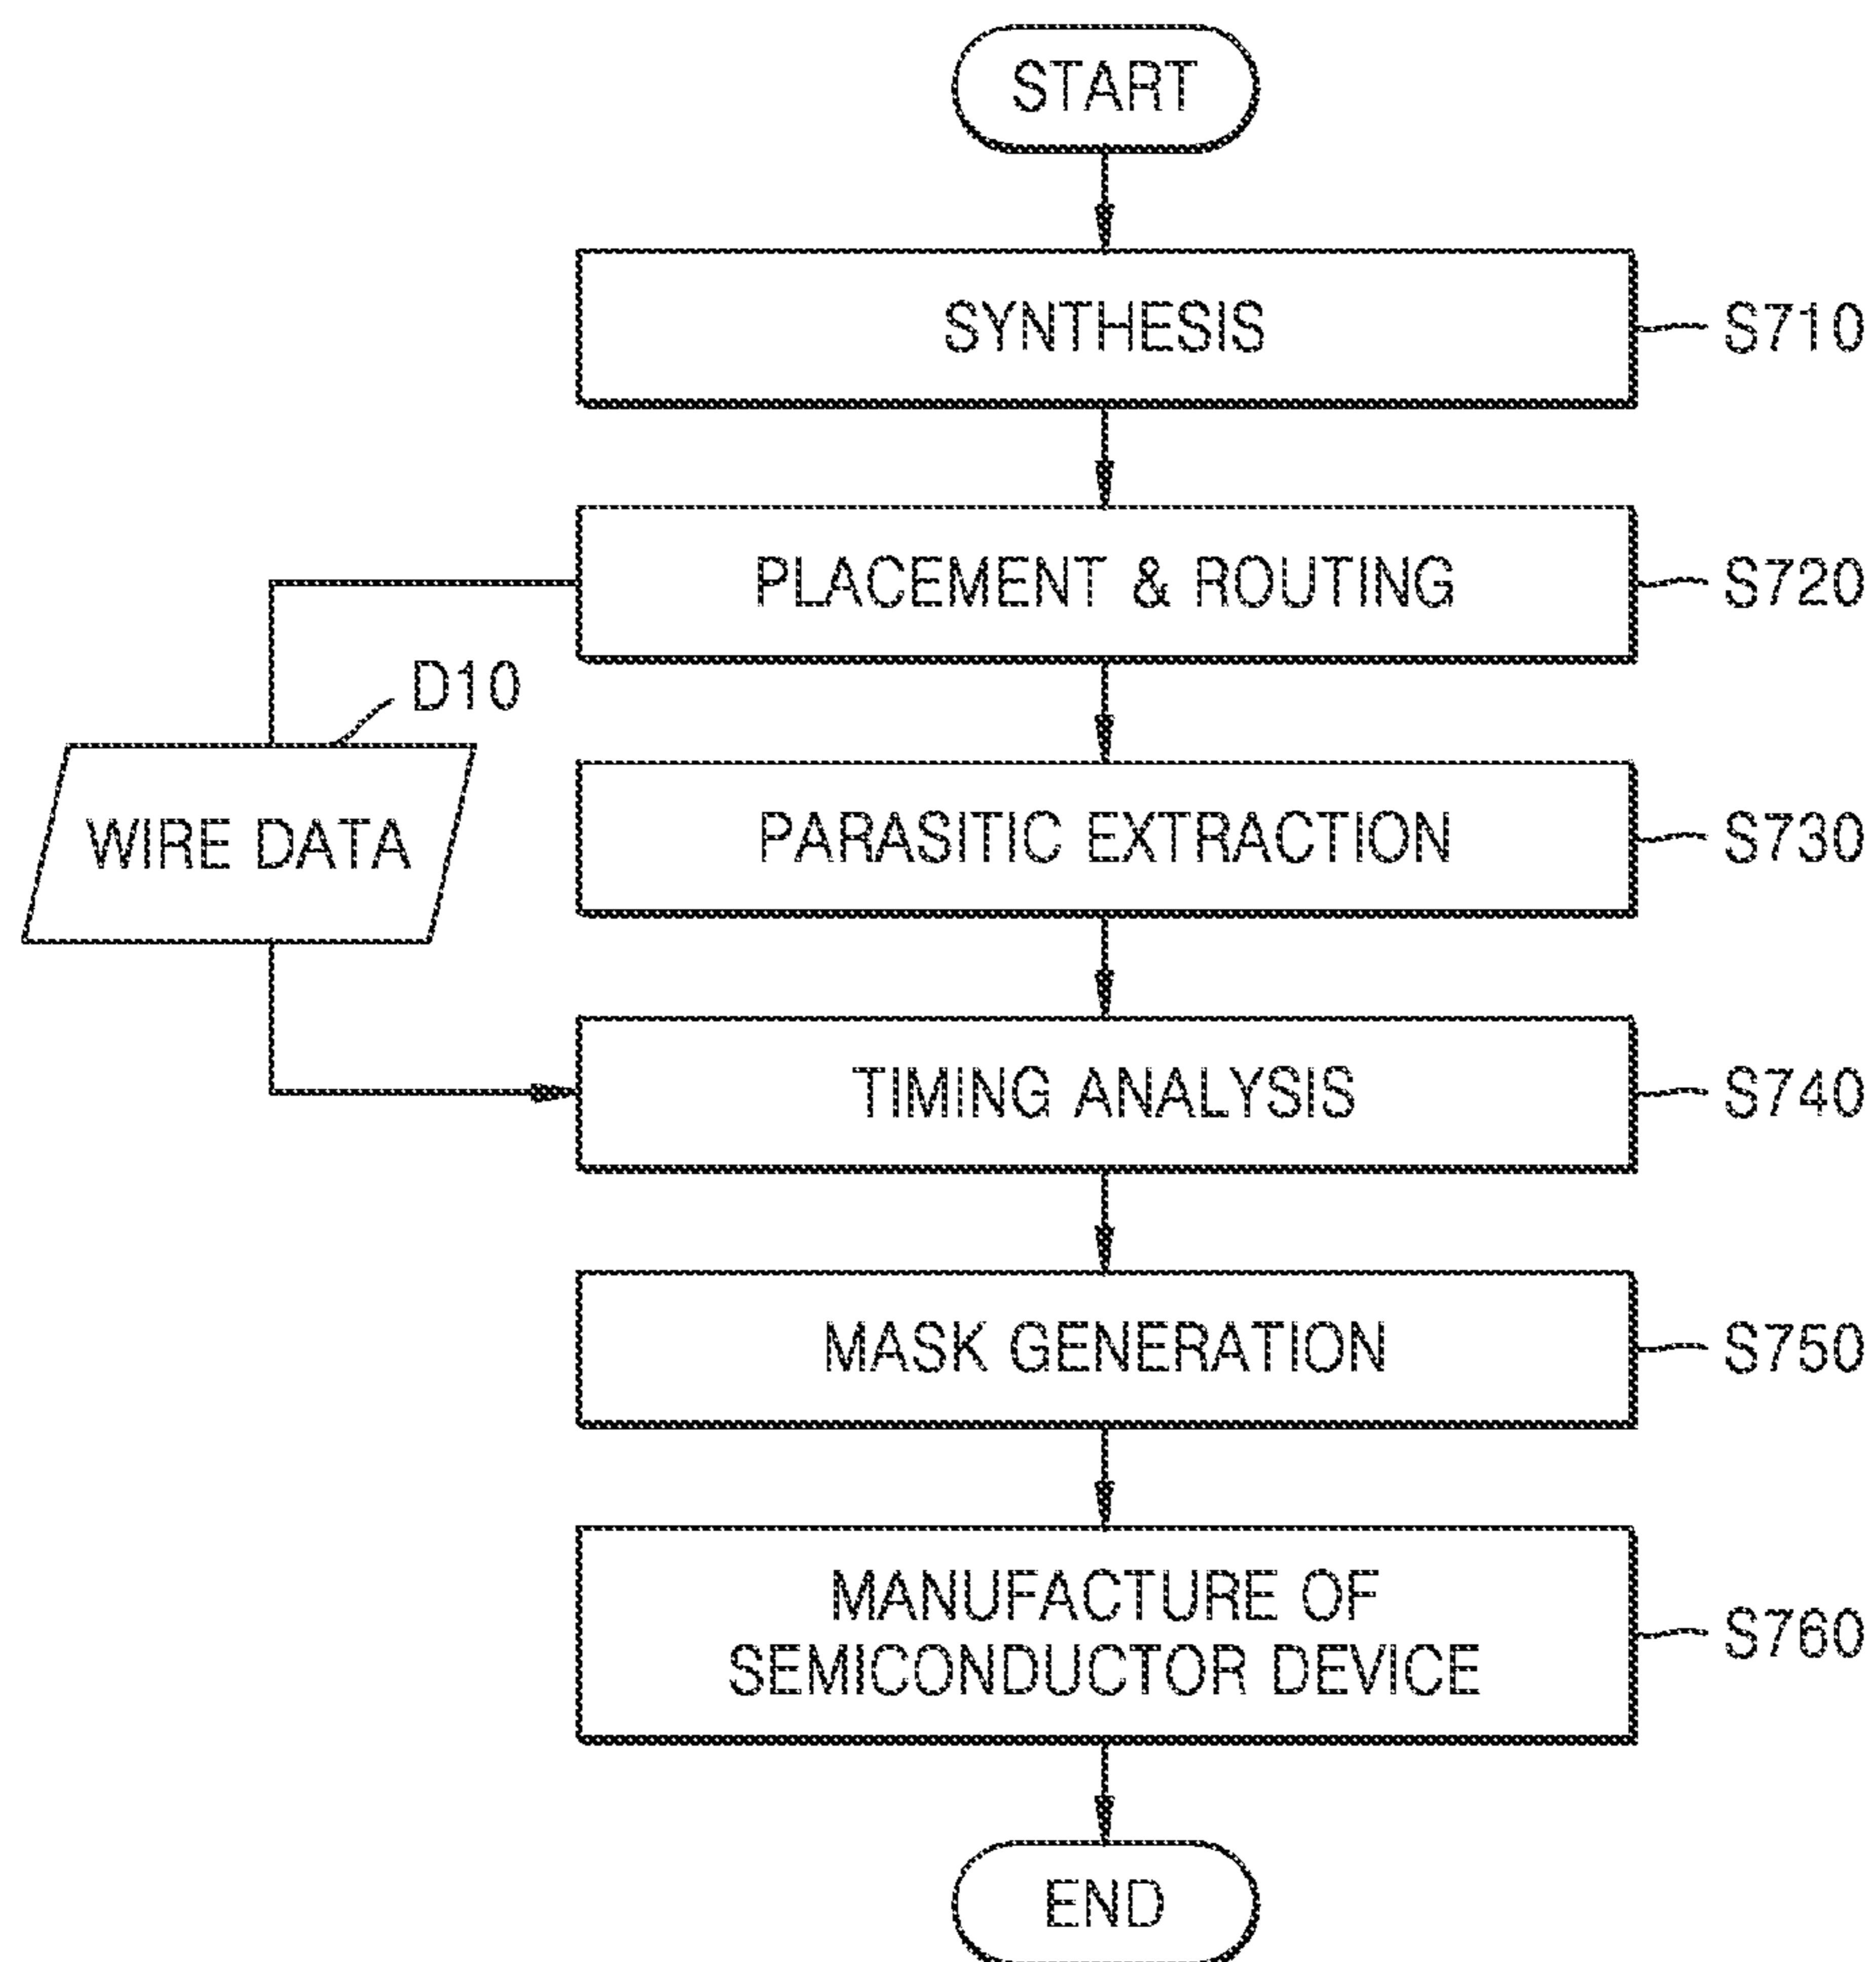 START
SYNTHESIS
S710
PLACEMENT & ROUTING
S720
D10
WIRE DATA
PARASITIC EXTRACTION
S730
TIMING ANALYSIS
S740
MASK GENERATION
S750
MANUFACTURE OF
SEMICONDUCTOR DEVICE
S760
END